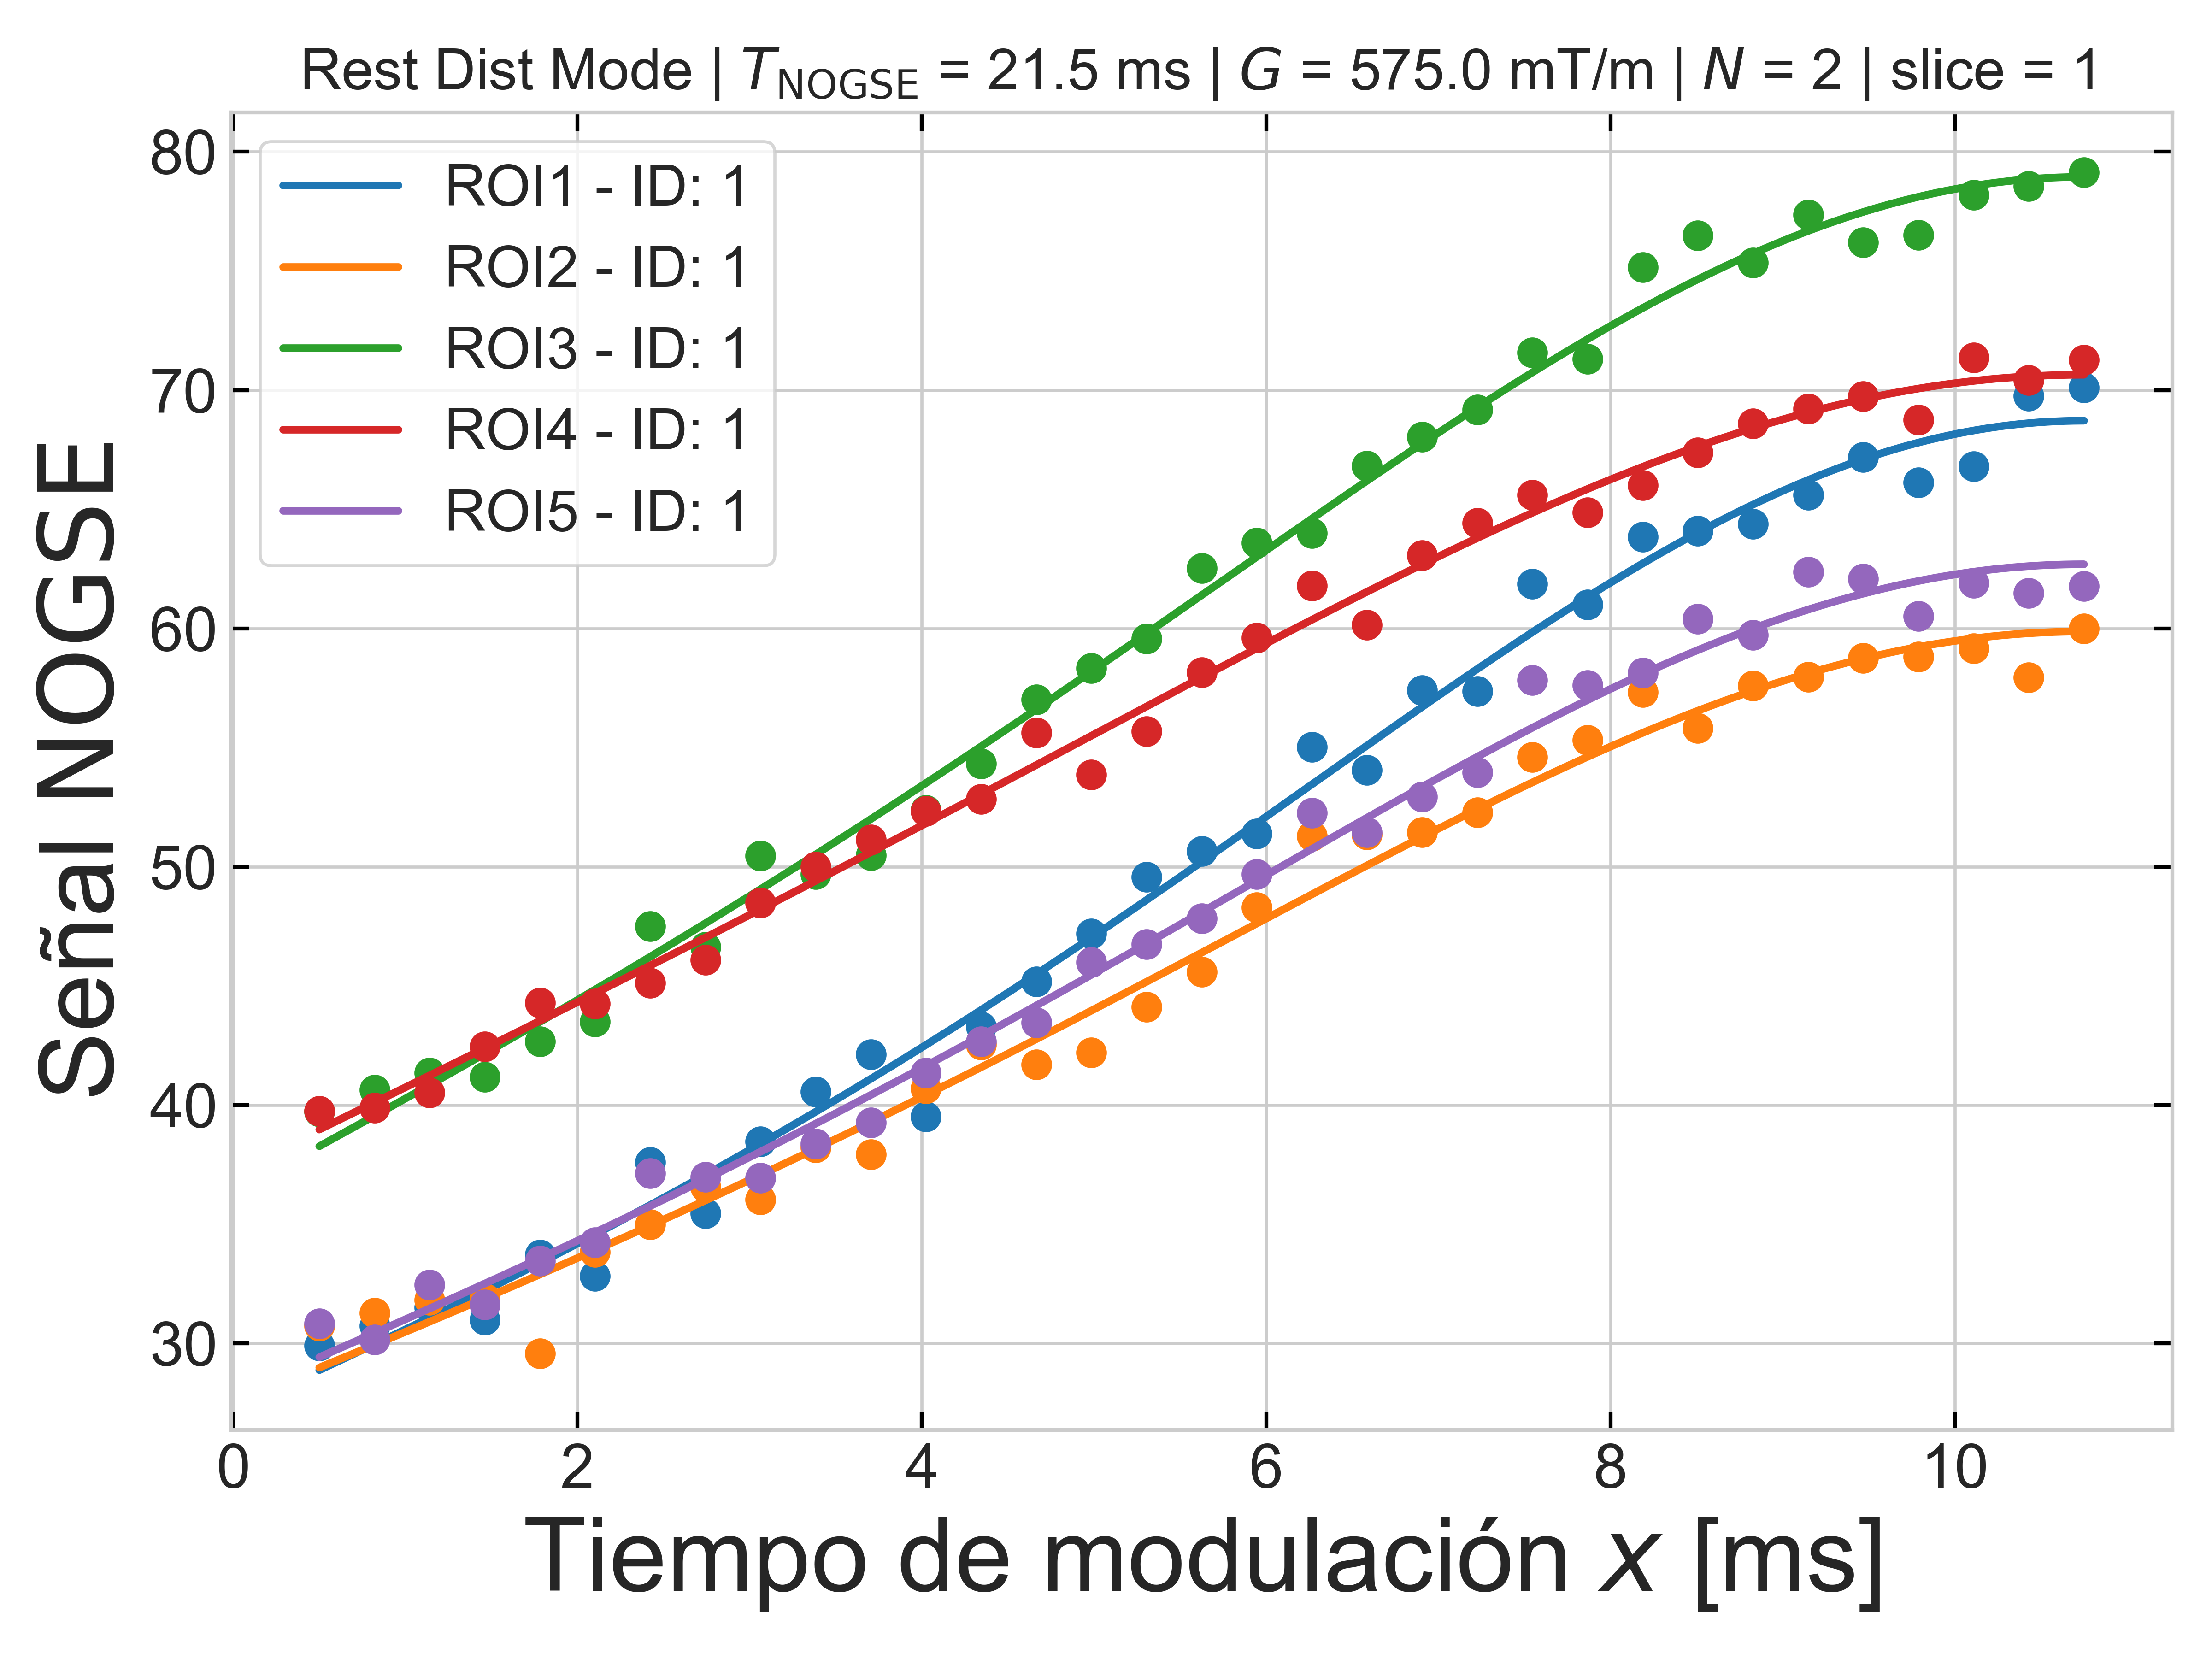 Rest Dist Mode | T_NOGSE = 21.5 ms | G = 575.0 mT/m | N = 2 | slice = 1
Señal NOGSE
80
70
60
50
40
30
ROI1 - ID: 1
ROI2 - ID: 1
ROI3 - ID: 1
ROI4 - ID: 1
ROI5 - ID: 1
0 2 4 6 8 10
Tiempo de modulación x [ms]